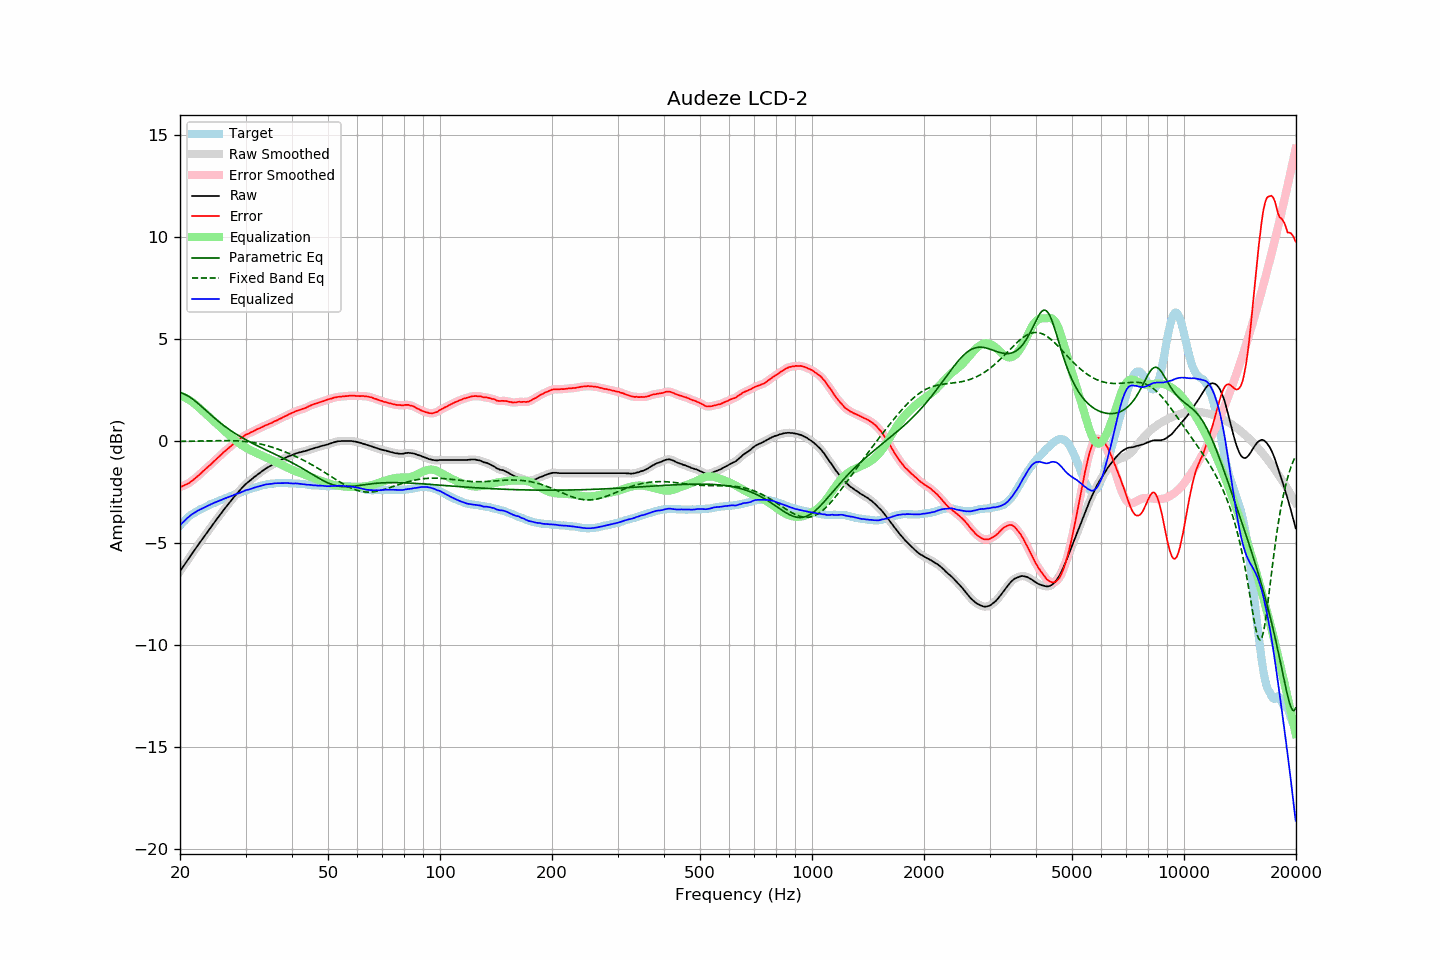 Audeze LCD-2
Target
Raw Smoothed
Error Smoothed
Raw
Error
Equalization
Parametric Eq
Fixed Band Eq
Equalized
15
10
5
0
−5
−10
−15
−20
Amplitude (dBr)
20 50 100 200 500 1000 2000 5000 10000 20000
Frequency (Hz)